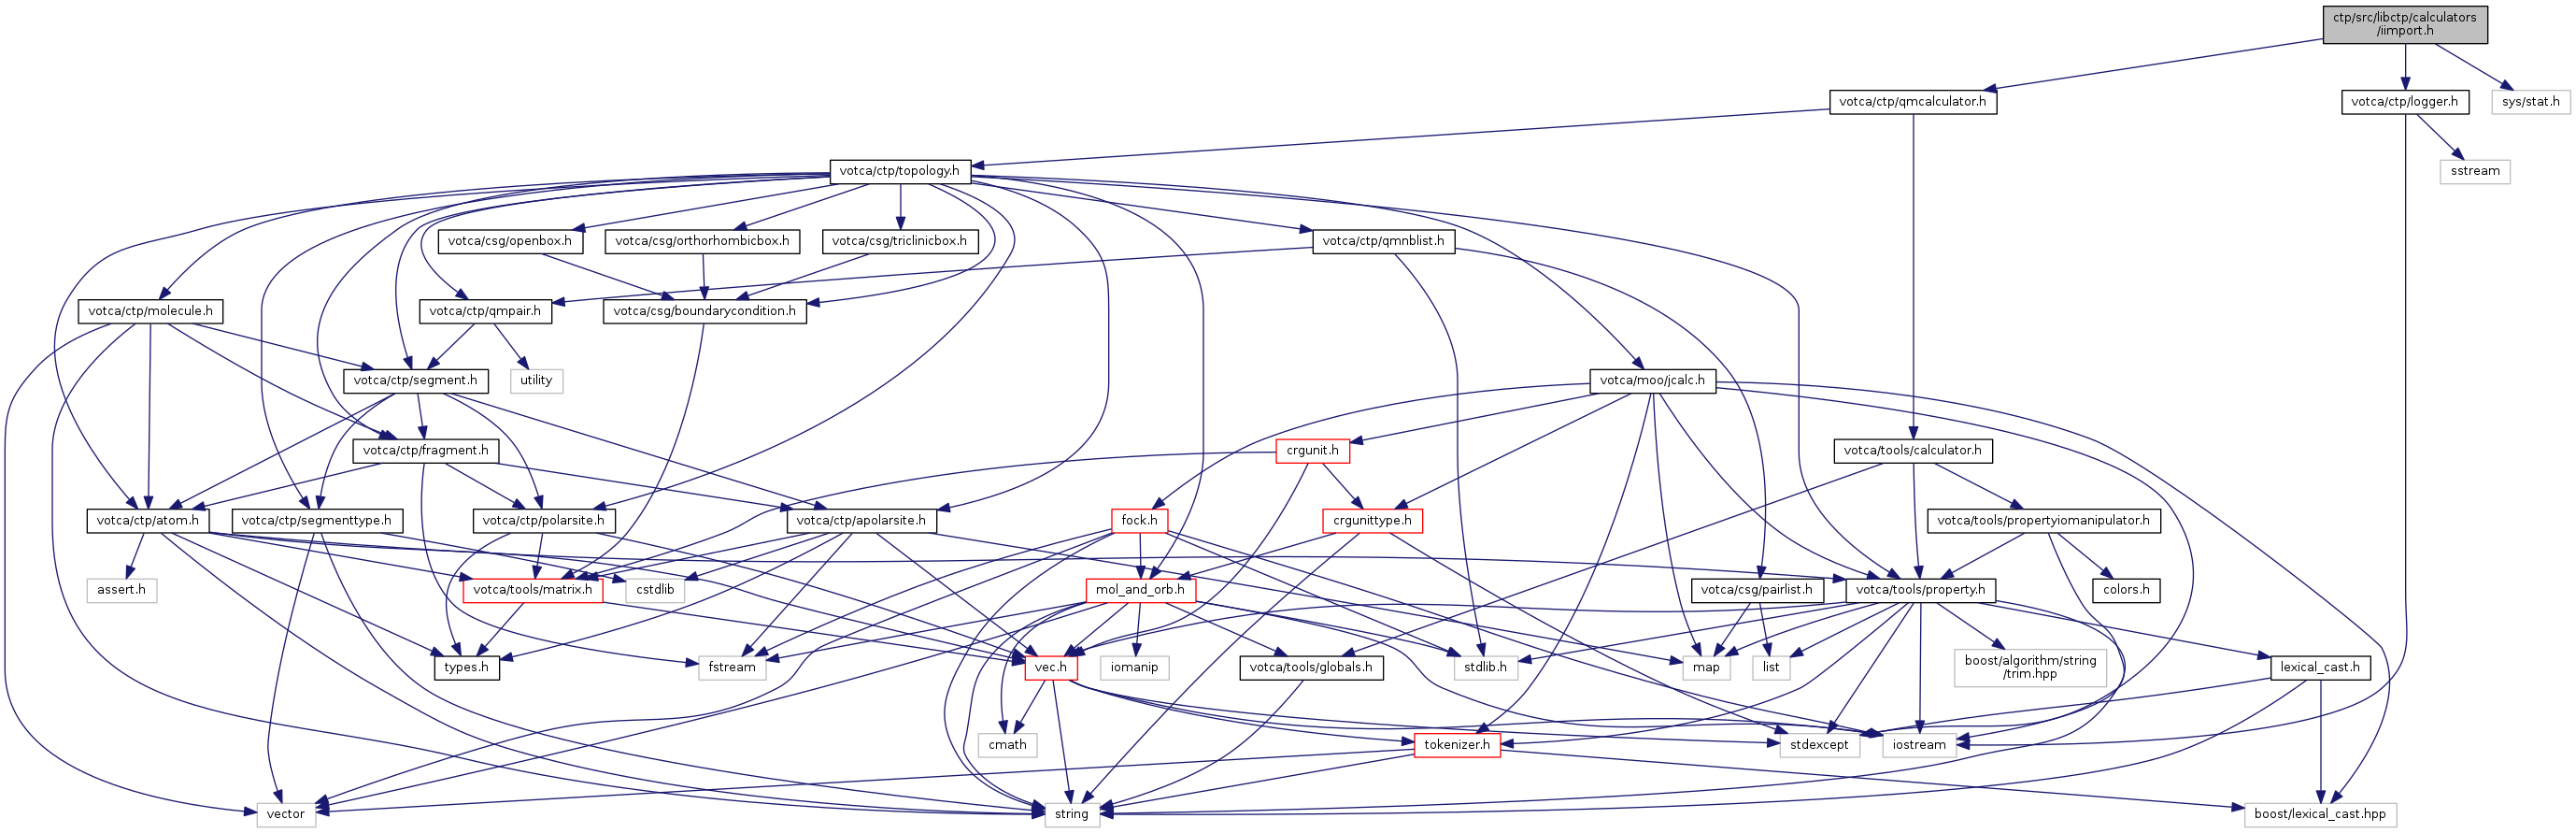 ctp/src/libctp/calculators
/iimport.h
votca/ctp/qmcalculator.h
votca/ctp/logger.h
sys/stat.h
votca/ctp/topology.h
sstream
votca/csg/openbox.h
votca/csg/orthorhombicbox.h
votca/csg/triclinicbox.h
votca/ctp/qmnblist.h
votca/ctp/molecule.h
votca/ctp/qmpair.h
votca/csg/boundarycondition.h
votca/ctp/segment.h
utility
votca/moo/jcalc.h
votca/ctp/fragment.h
crgunit.h
votca/tools/calculator.h
votca/ctp/atom.h
votca/ctp/segmenttype.h
votca/ctp/polarsite.h
votca/ctp/apolarsite.h
fock.h
crgunittype.h
votca/tools/propertyiomanipulator.h
assert.h
votca/tools/matrix.h
cstdlib
mol_and_orb.h
votca/csg/pairlist.h
votca/tools/property.h
colors.h
types.h
fstream
vec.h
iomanip
votca/tools/globals.h
stdlib.h
map
list
boost/algorithm/string
/trim.hpp
lexical_cast.h
cmath
tokenizer.h
stdexcept
iostream
vector
string
boost/lexical_cast.hpp